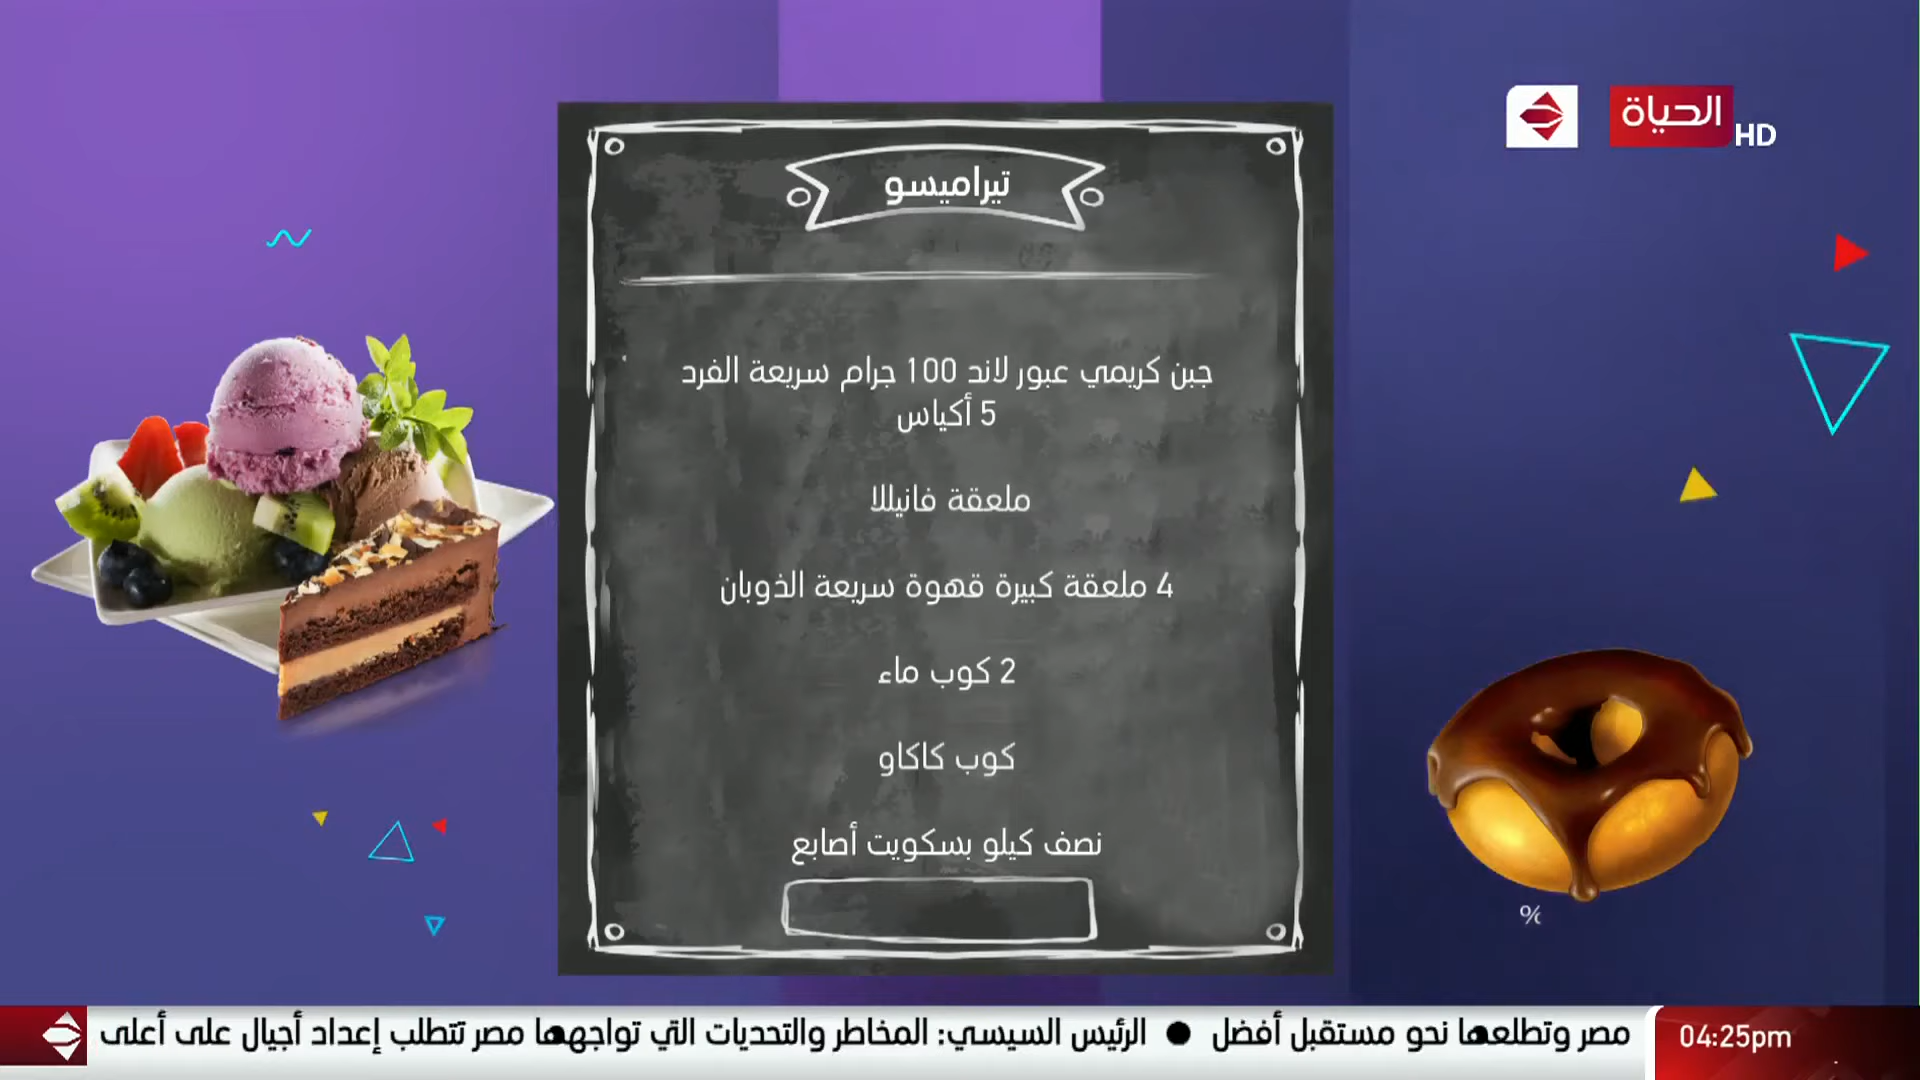 الحياة HD
تيراميسو
جبن كريمي عبور لاند 100 جرام سريعة الفرد
5 أكياس
ملعقة فانيللا
4 ملعقة كبيرة قهوة سريعة الذوبان
2 كوب ماء
كوب كاكاو
نصف كيلو بسكويت أصابع
%
مصر وتطلعها نحو مستقبل أفضل ● الرئيس السيسي: المخاطر والتحديات التي تواجهها مصر تتطلب إعداد أجيال على أعلى
04:25pm